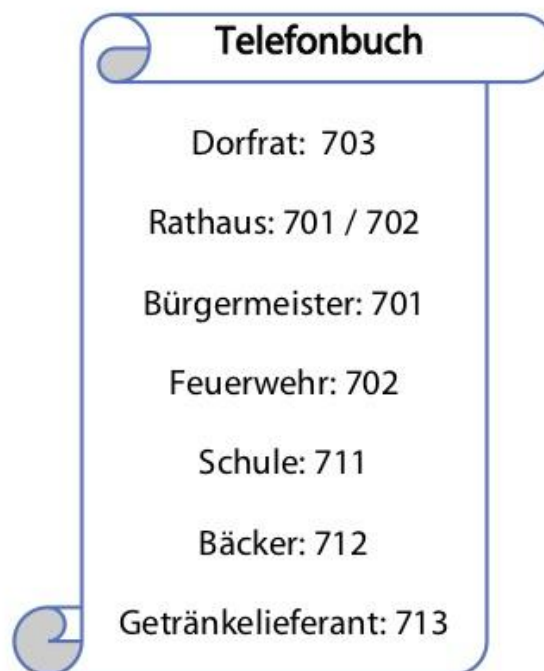 Telefonbuch
Dorfrat: 703
Rathaus: 701 / 702
Bürgermeister: 701
Feuerwehr: 702
Schule: 711
Bäcker: 712
Getränkelieferant: 713